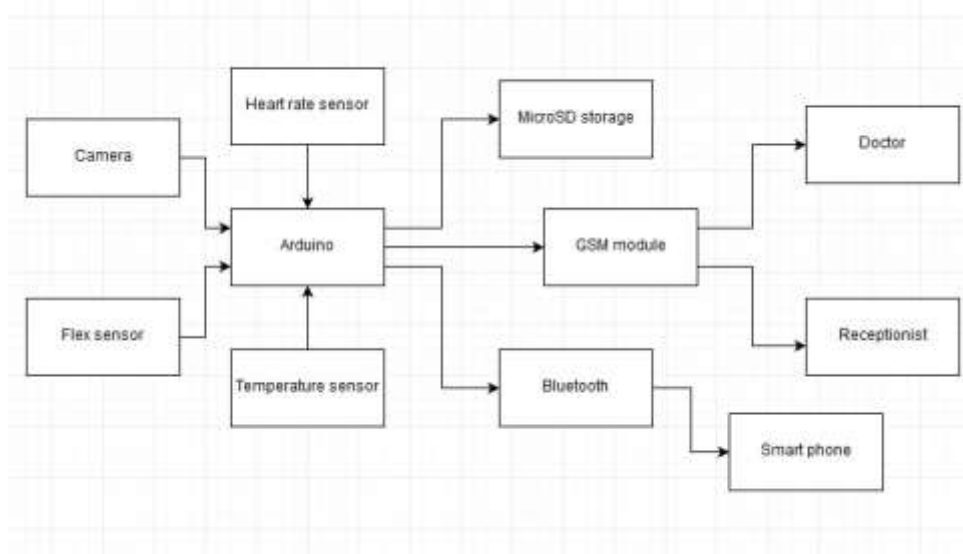 Heart rate sensor
MicroSD storage
Camera
Doctor
Arduino
GSM module
Flex sensor
Receptionist
Temperature sensor
Bluetooth
Smart phone